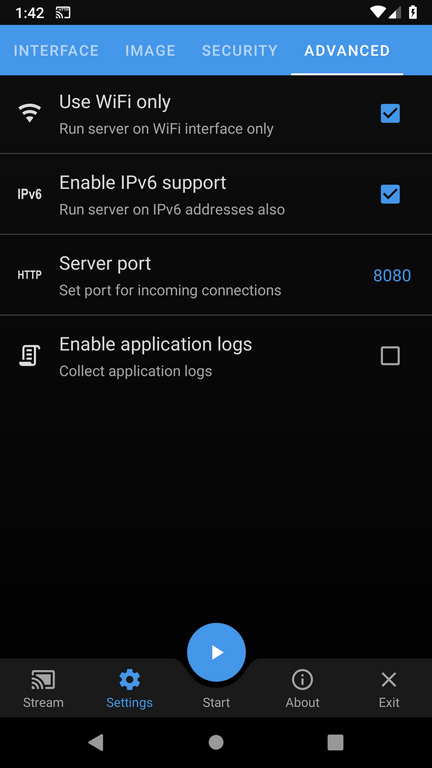 1:42
INTERFACE IMAGE SECURITY ADVANCED
Use WiFi only
Run server on WiFi interface only
IPv6 Enable IPv6 support
Run server on IPv6 addresses also
Server port
HTTP 8080
Set port for incoming connections
Enable application logs
Collect application logs
Stream Settings Start About Exit